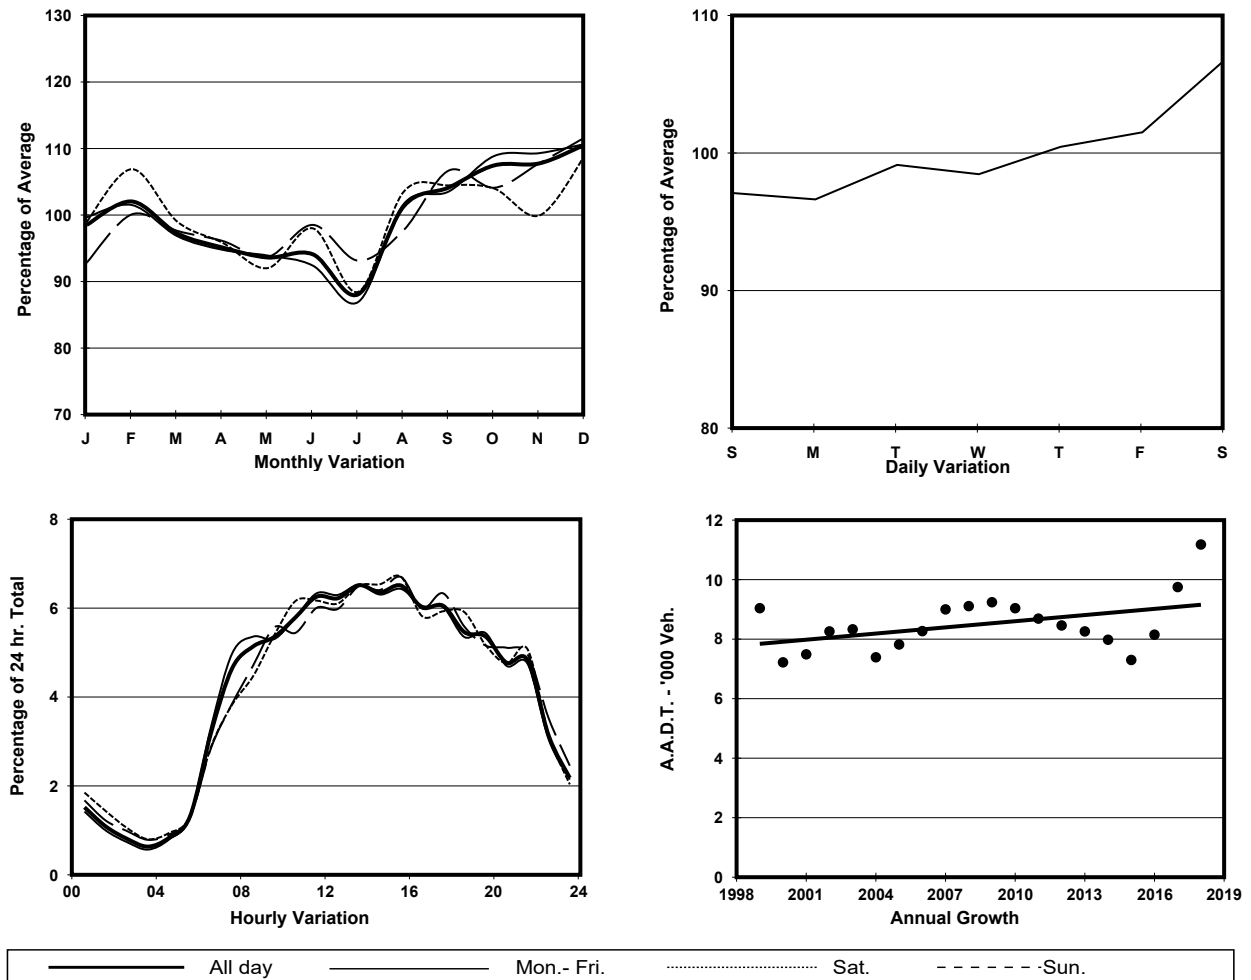 130
120
110
100
90
80
70
Percentage of Average
J F M A M J J A S O N D
Monthly Variation
110
100
90
80
Percentage of Average
S M T W T F S
Daily Variation
8
6
4
2
0
Percentage of 24 hr. Total
00 04 08 12 16 20 24
Hourly Variation
12
10
8
6
4
2
0
A.A.D.T. - '000 Veh.
1998 2001 2004 2007 2010 2013 2016 2019
Annual Growth
All day Mon.- Fri. Sat. Sun.